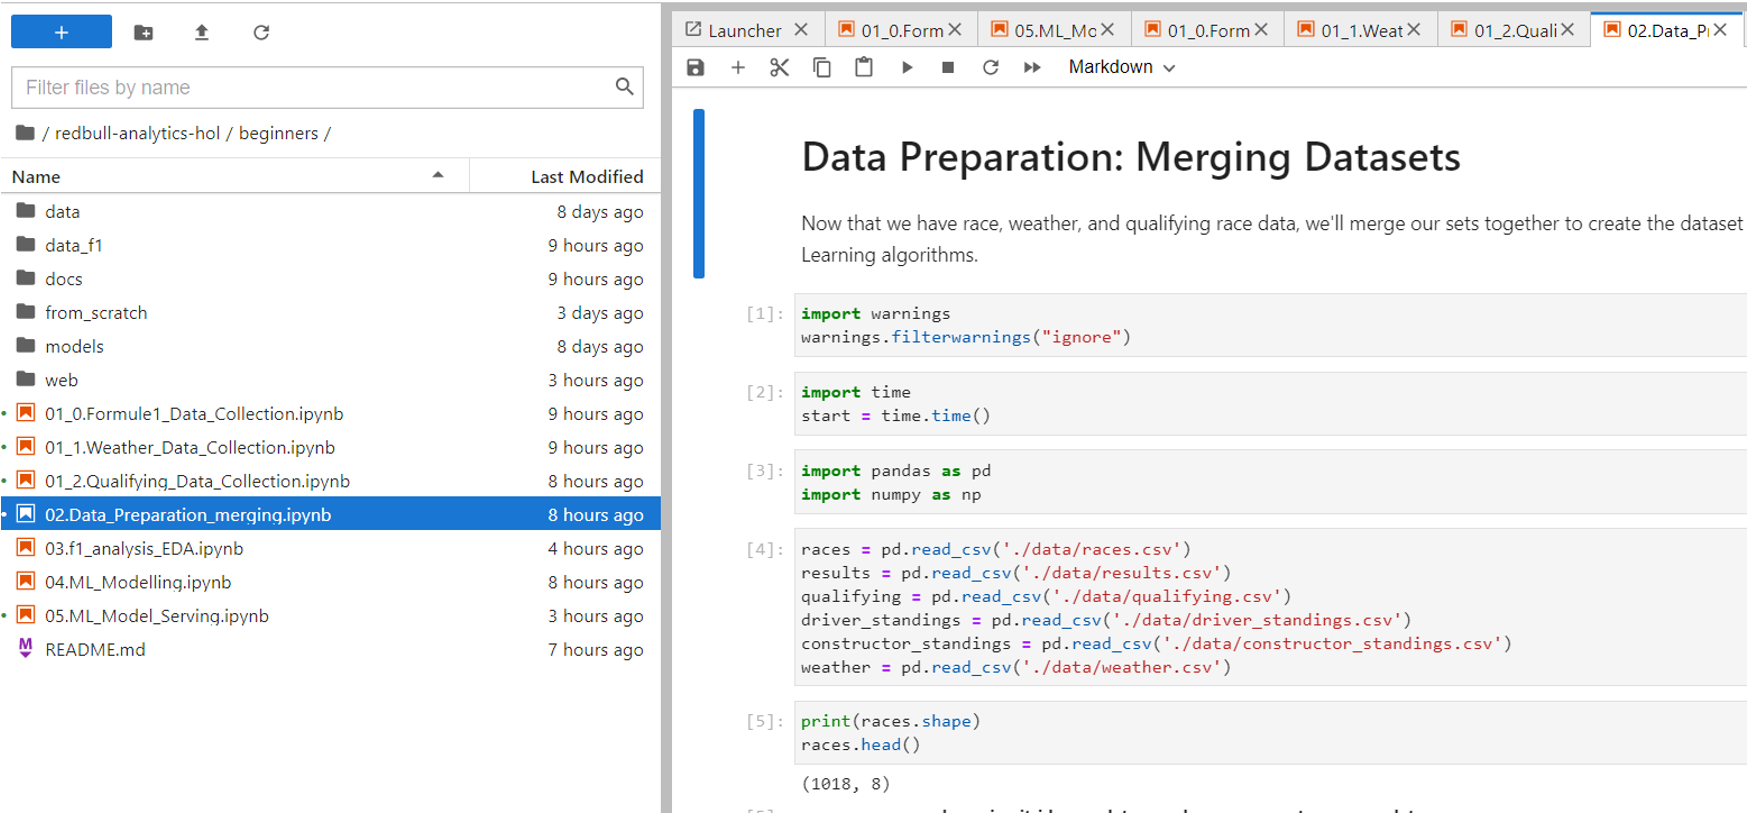 Launcher
01_0.Form
05.ML_Mo
01_0.Form
01_1.Weat
01_2.Quali
02.Data_P
Filter files by name
Markdown
/ redbull-analytics-hol / beginners /
Name Last Modified
data 8 days ago
data_f1 9 hours ago
docs 9 hours ago
from_scratch 3 days ago
models 8 days ago
web 3 hours ago
01_0.Formule1_Data_Collection.ipynb 9 hours ago
01_1.Weather_Data_Collection.ipynb 9 hours ago
01_2.Qualifying_Data_Collection.ipynb 8 hours ago
02.Data_Preparation_merging.ipynb 8 hours ago
03.f1_analysis_EDA.ipynb 4 hours ago
04.ML_Modelling.ipynb 8 hours ago
05.ML_Model_Serving.ipynb 3 hours ago
README.md 7 hours ago
Data Preparation: Merging Datasets
Now that we have race, weather, and qualifying race data, we'll merge our sets together to create the dataset
Learning algorithms.
[1]: import warnings
warnings.filterwarnings("ignore")
[2]: import time
start = time.time()
[3]: import pandas as pd
import numpy as np
[4]: races = pd.read_csv('./data/races.csv')
results = pd.read_csv('./data/results.csv')
qualifying = pd.read_csv('./data/qualifying.csv')
driver_standings = pd.read_csv('./data/driver_standings.csv')
constructor_standings = pd.read_csv('./data/constructor_standings.csv')
weather = pd.read_csv('./data/weather.csv')
[5]: print(races.shape)
races.head()
(1018, 8)